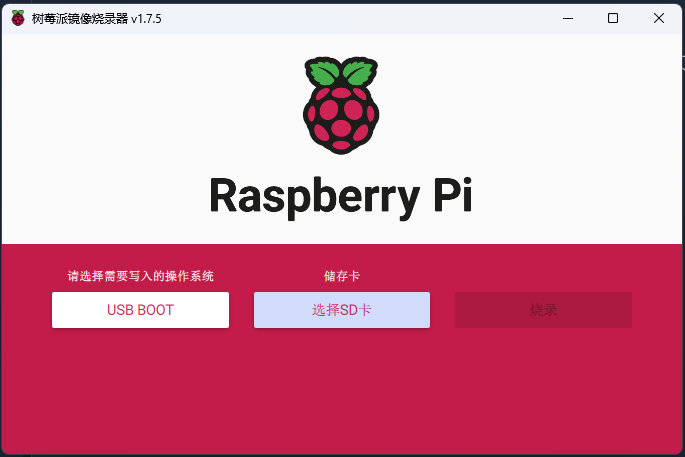 树莓派镜像烧录器 v1.7.5
Raspberry Pi
请选择需要写入的操作系统
储存卡
USB BOOT
选择SD卡
烧录